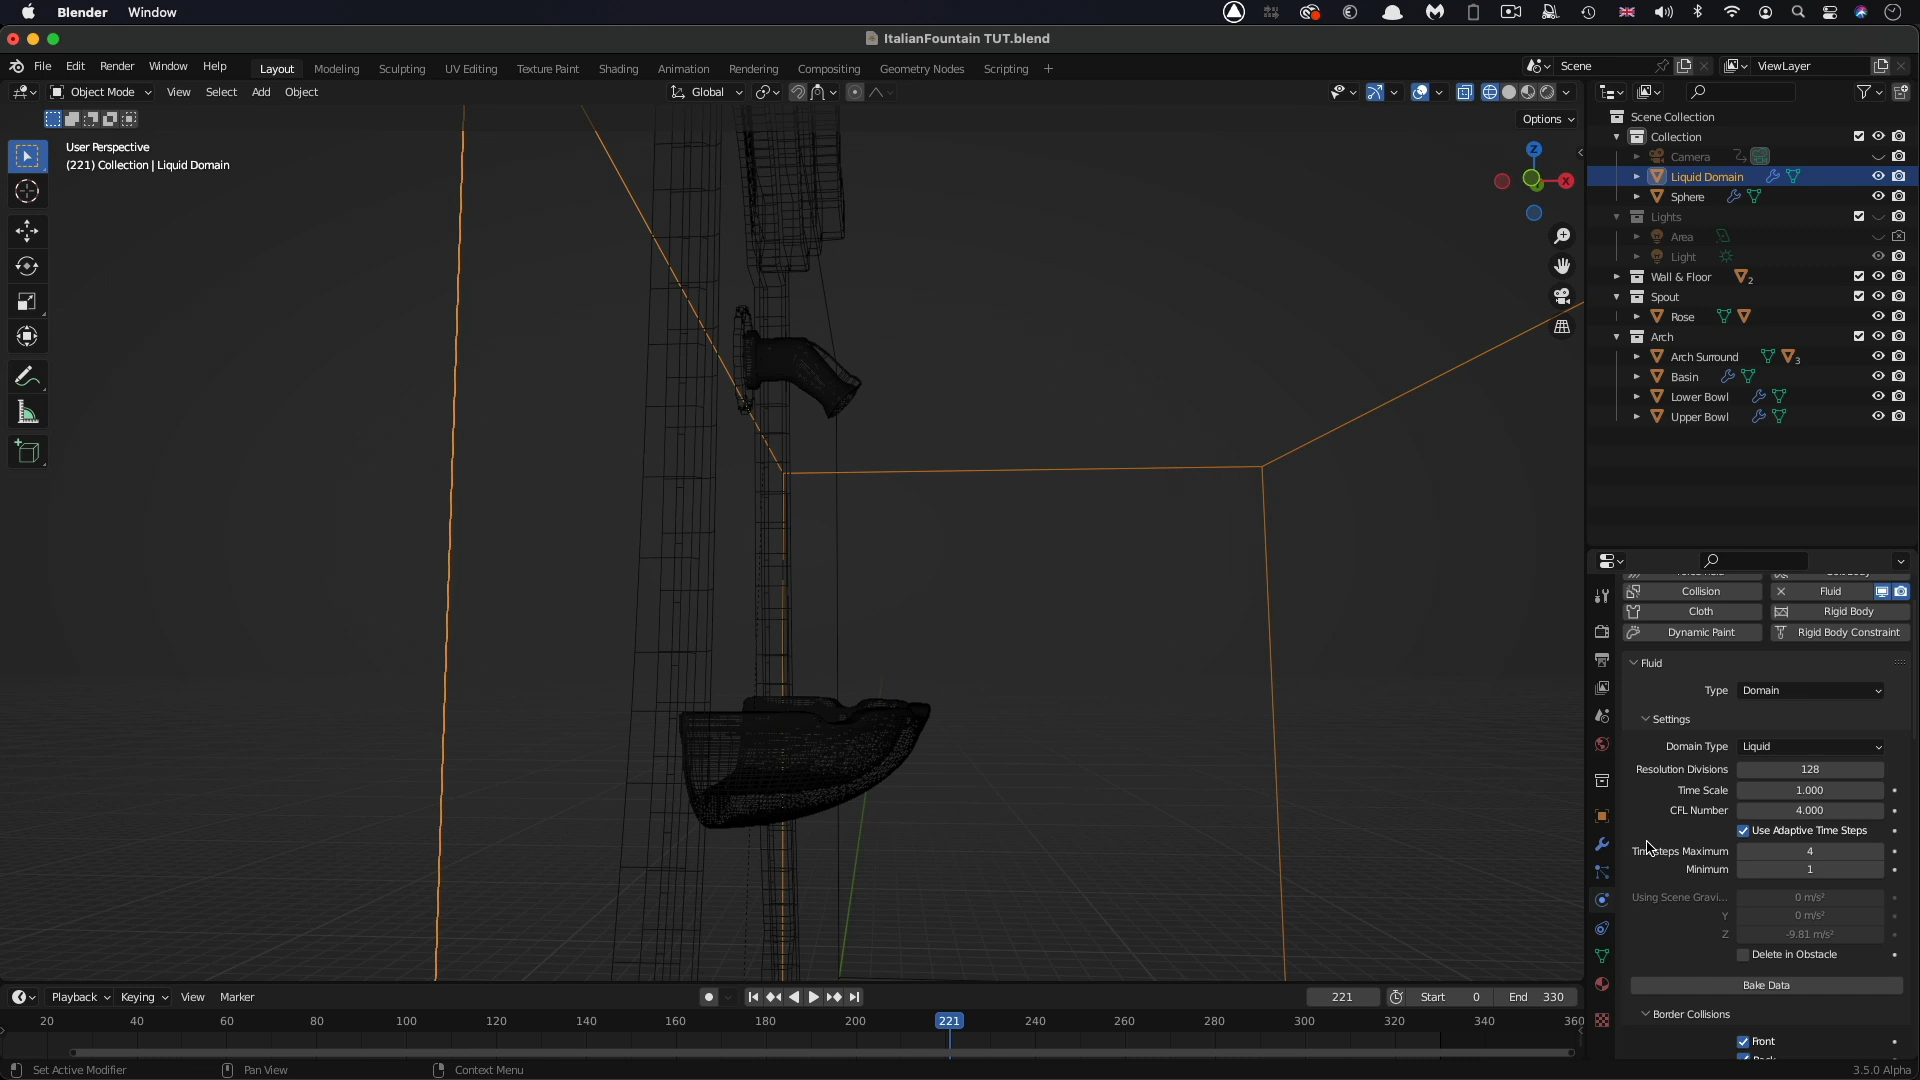 Blender Window
ItalianFountain TUT.blend
File Edit Render Window Help Layout Modeling Sculpting UV Editing Texture Paint Shading Animation Rendering Compositing Geometry Nodes Scripting + Scene ViewLayer
Object Mode View Select Add Object Global
Options
User Perspective
(221) Collection | Liquid Domain
Z
X
Scene Collection
Collection
Camera
Liquid Domain
Sphere
Lights
Area
Light
Wall & Floor 2
Spout
Rose
Arch
Arch Surround 3
Basin
Lower Bowl
Upper Bowl
Collision Fluid
Cloth Rigid Body
Dynamic Paint Rigid Body Constraint
Fluid
Type Domain
Settings
Domain Type Liquid
Resolution Divisions 128
Time Scale 1.000
CFL Number 4.000
Use Adaptive Time Steps
Timesteps Maximum 4
Minimum 1
Using Scene Gravi... 0 m/s²
Y 0 m/s²
Z -9.81 m/s²
Delete in Obstacle
Bake Data
Border Collisions
Front
Playback Keying View Marker 221 Start 0 End 330
20 40 60 80 100 120 140 160 180 200 221 240 260 280 300 320 340 360
Set Active Modifier Pan View Context Menu 3.5.0 Alpha